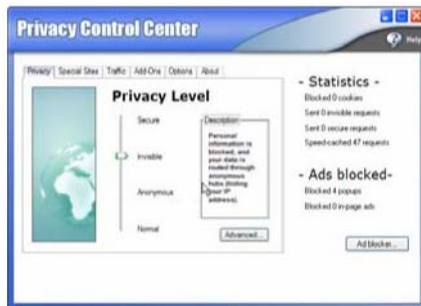 Privacy Control Center
Help
Privacy Special Sites Traffic Add-Ons Options About
Privacy Level
Secure
Invisible
Anonymous
Normal
Description
Personal
information is
blocked, and
your data is
routed through
anonymous
hubs (hiding
your IP
address).
Advanced...
- Statistics -
Blocked 0 cookies
Sent 0 invisible requests
Sent 0 secure requests
Speed-cached 47 requests
- Ads blocked-
Blocked 4 popups
Blocked 0 in-page ads
Ad blocker...